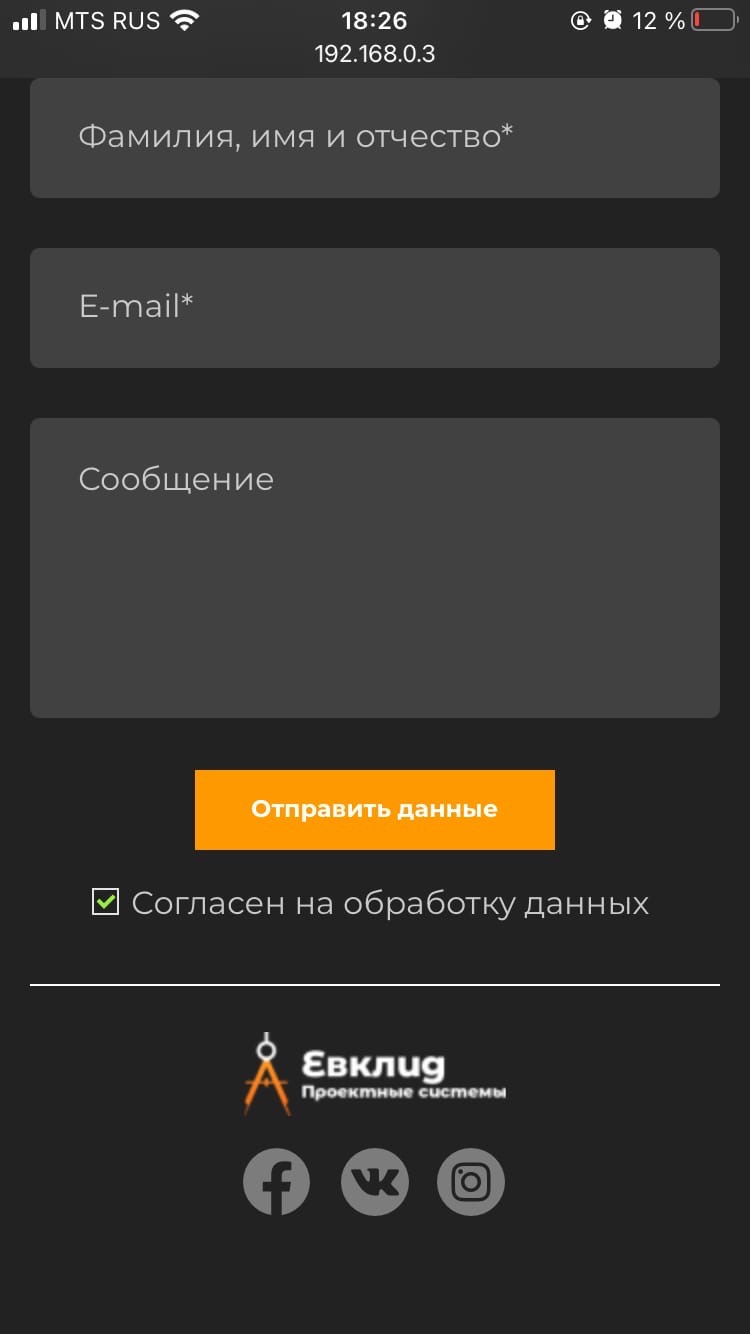 MTS RUS 18:26 12 %
192.168.0.3
Фамилия, имя и отчество*
E-mail*
Сообщение
Отправить данные
Согласен на обработку данных
Евклид
Проектные системы